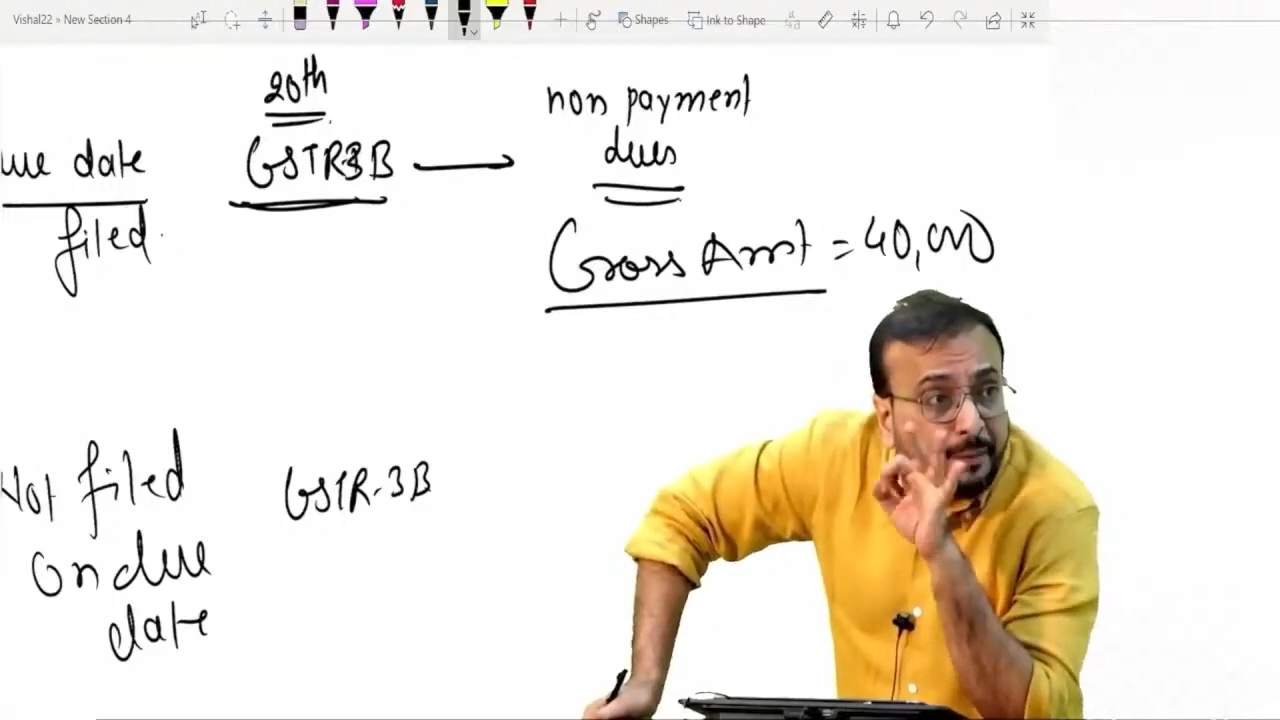 Vishal22 » New Section 4
Shapes
Ink to Shape
20th
date GSTR3B
filed.
non payment
dues
Gross Amt = 40,000
Not filed GSTR-3B
on due
date